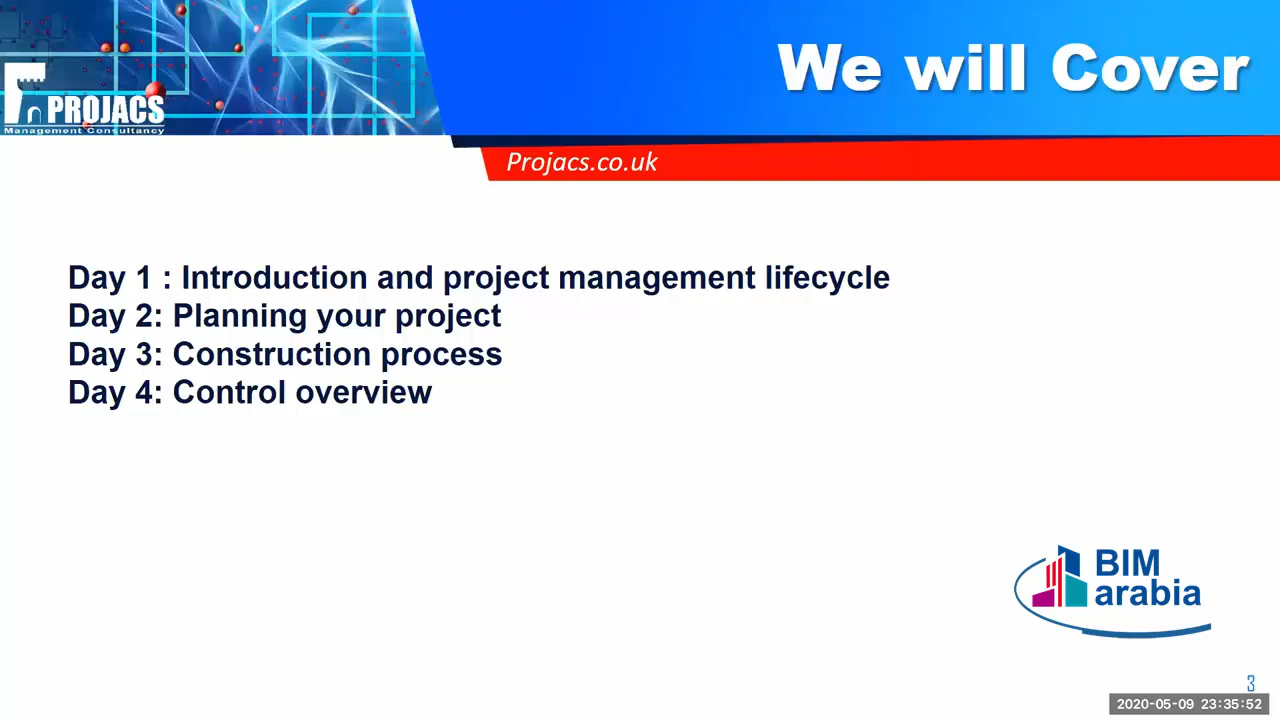 We will Cover
PROJACS
Management Consultancy
Projacs.co.uk
Day 1 : Introduction and project management lifecycle
Day 2: Planning your project
Day 3: Construction process
Day 4: Control overview
BIM
arabia
3
2020-05-09 23:35:52